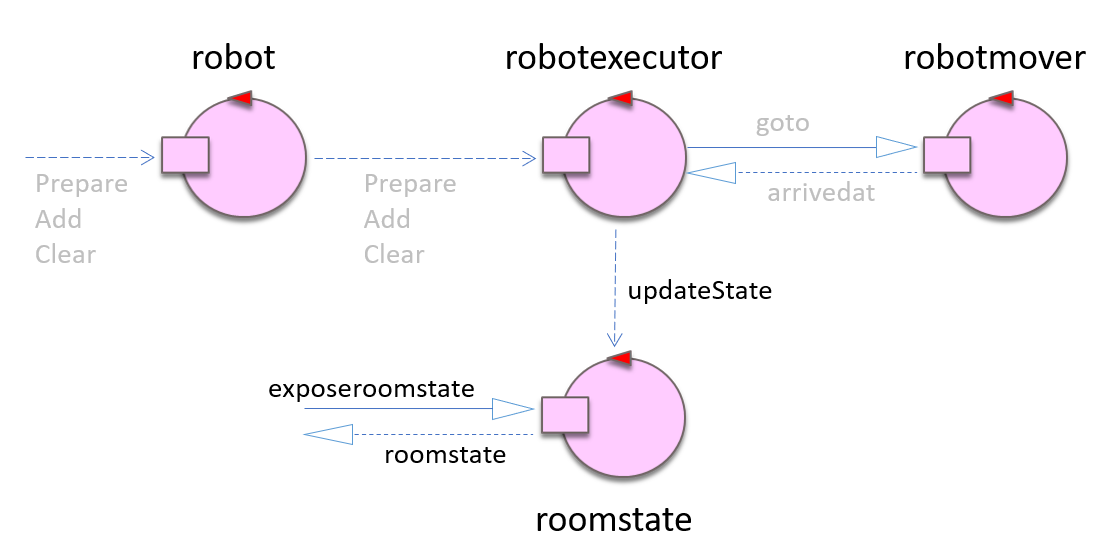 robot
robotexecutor
robotmover
goto
Prepare
Add
Clear
Prepare
Add
Clear
arrivedat
updateState
exposeroomstate
roomstate
roomstate